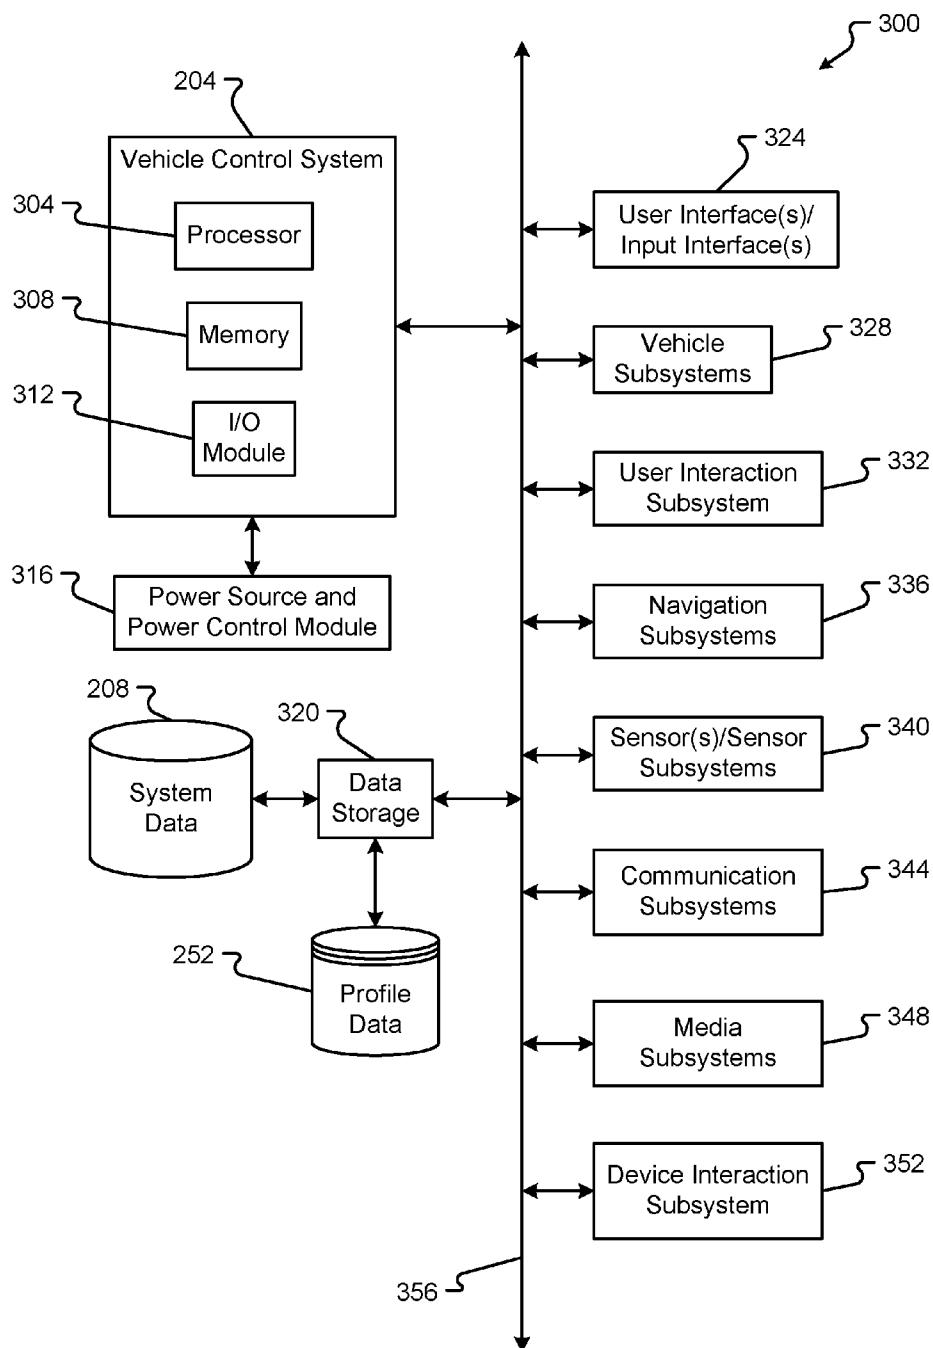 300
204
Vehicle Control System
304
Processor
308
Memory
312
I/O
Module
316
Power Source and
Power Control Module
208
System
Data
320
Data
Storage
252
Profile
Data
324
User Interface(s)/
Input Interface(s)
328
Vehicle
Subsystems
332
User Interaction
Subsystem
336
Navigation
Subsystems
340
Sensor(s)/Sensor
Subsystems
344
Communication
Subsystems
348
Media
Subsystems
352
Device Interaction
Subsystem
356